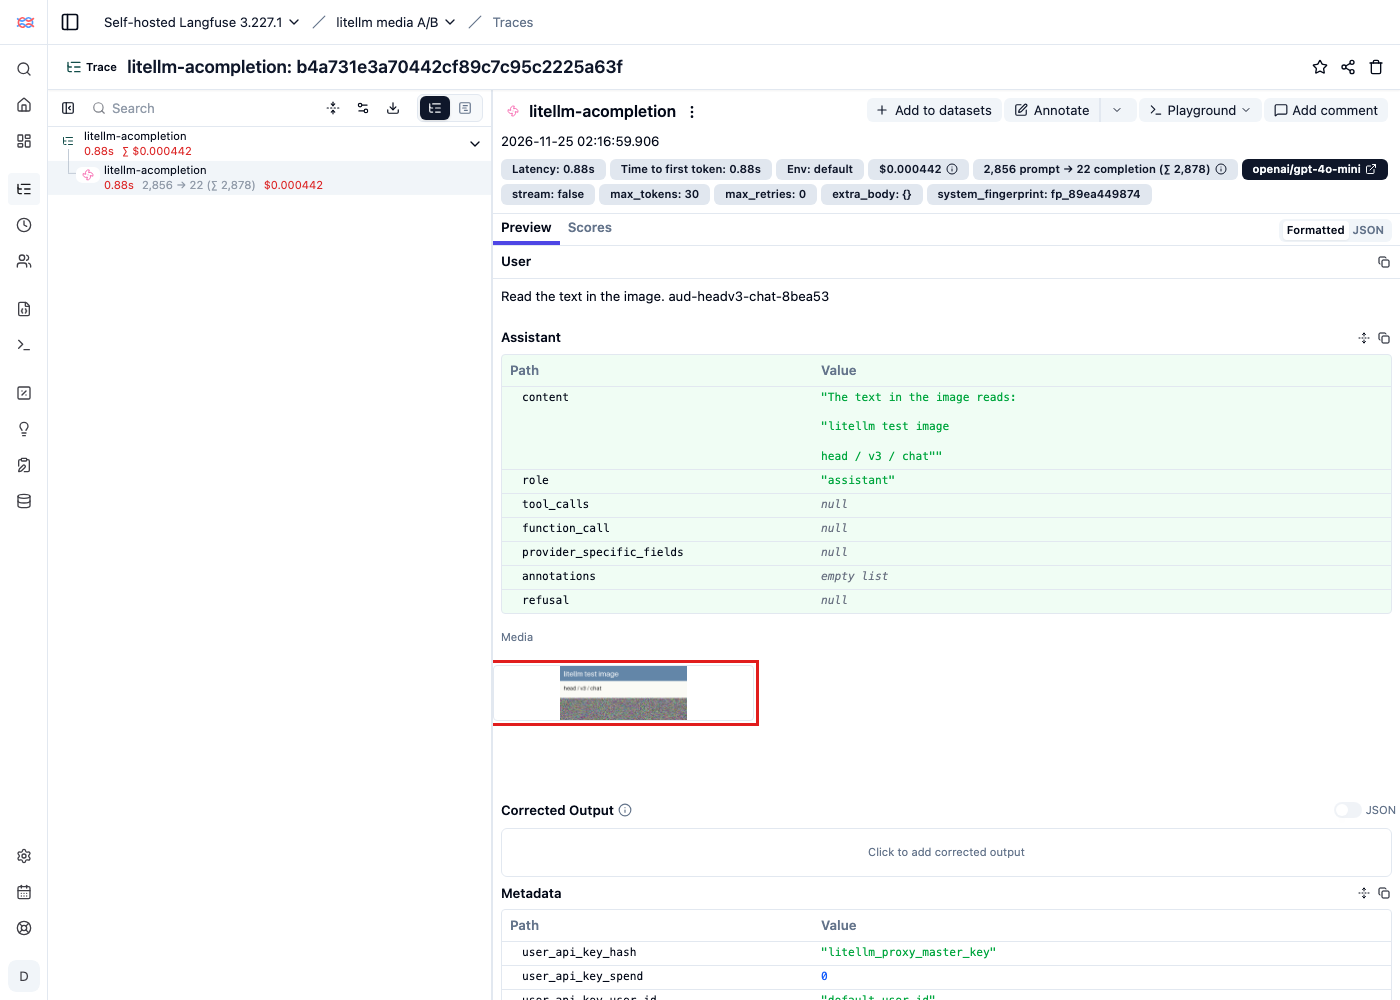 Self-hosted Langfuse 3.227.1 / litellm media A/B / Traces
Trace litellm-acompletion: b4a731e3a70442cf89c7c95c2225a63f
Search
litellm-acompletion
0.88s ∑ $0.000442
litellm-acompletion
0.88s 2,856 → 22 (∑ 2,878) $0.000442
litellm-acompletion
Add to datasets
Annotate
Playground
Add comment
2026-11-25 02:16:59.906
Latency: 0.88s
Time to first token: 0.88s
Env: default
$0.000442
2,856 prompt → 22 completion (∑ 2,878)
openai/gpt-4o-mini
stream: false
max_tokens: 30
max_retries: 0
extra_body: {}
system_fingerprint: fp_89ea449874
Preview
Scores
Formatted
JSON
User
Read the text in the image. aud-headv3-chat-8bea53
Assistant
Path Value
content "The text in the image reads:
"litellm test image
head / v3 / chat""
role "assistant"
tool_calls null
function_call null
provider_specific_fields null
annotations empty list
refusal null
Media
litellm test image
head / v3 / chat
Corrected Output
JSON
Click to add corrected output
Metadata
Path Value
user_api_key_hash "litellm_proxy_master_key"
user_api_key_spend 0
user_api_key_user_id "default_user_id"
D